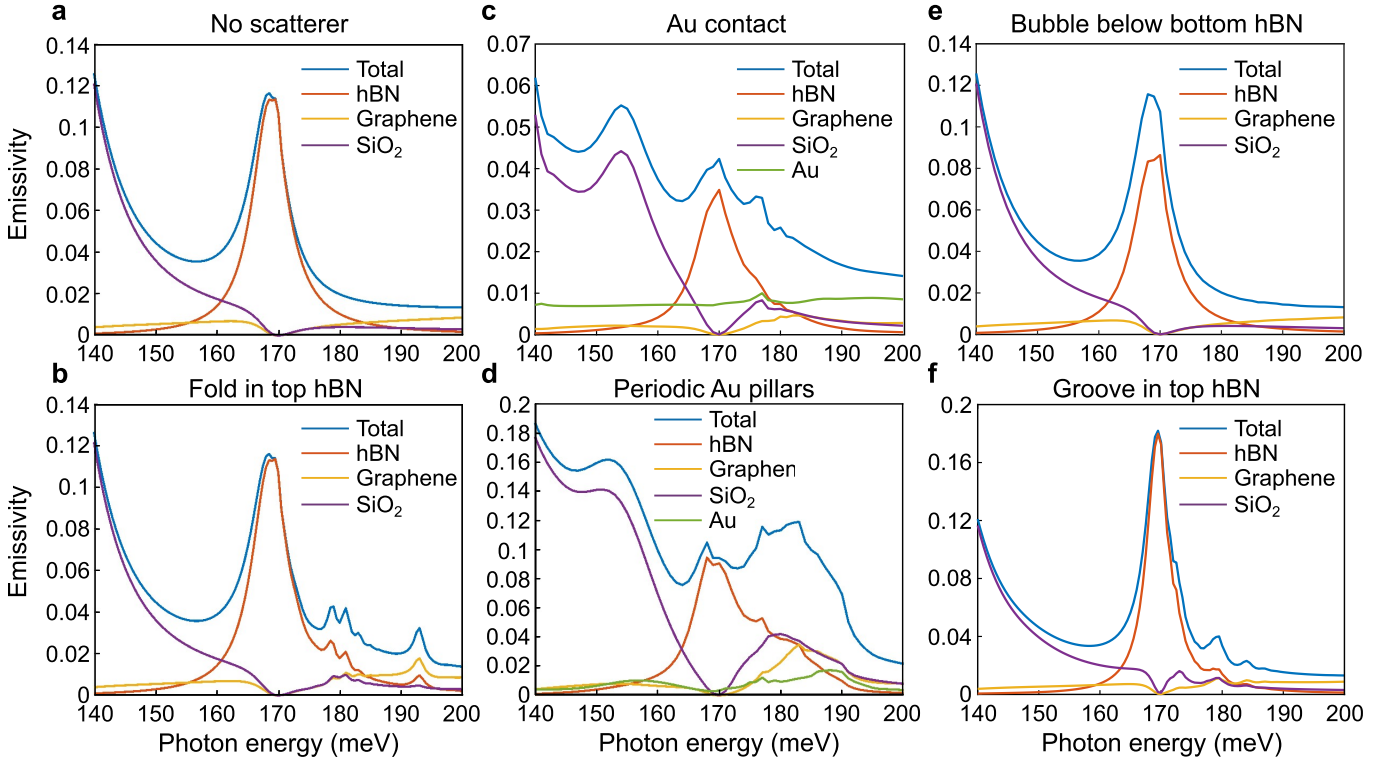 a No scatterer
0.14
0.12
0.1
0.08
0.06
0.04
0.02
0
Emissivity
Total
hBN
Graphene
SiO₂
140 150 160 170 180 190 200
b Fold in top hBN
0.14
0.12
0.1
0.08
0.06
0.04
0.02
0
Emissivity
Total
hBN
Graphene
SiO₂
140 150 160 170 180 190 200
Photon energy (meV)
c Au contact
0.07
0.06
0.05
0.04
0.03
0.02
0.01
0
Total
hBN
Graphene
SiO₂
Au
140 150 160 170 180 190 200
d Periodic Au pillars
0.2
0.18
0.16
0.14
0.12
0.1
0.08
0.06
0.04
0.02
0
Total
hBN
Graphen
SiO₂
Au
140 150 160 170 180 190 200
Photon energy (meV)
e Bubble below bottom hBN
0.14
0.12
0.1
0.08
0.06
0.04
0.02
0
Total
hBN
Graphene
SiO₂
140 150 160 170 180 190 200
f Groove in top hBN
0.2
0.16
0.12
0.08
0.04
0
Total
hBN
Graphene
SiO₂
140 150 160 170 180 190 200
Photon energy (meV)